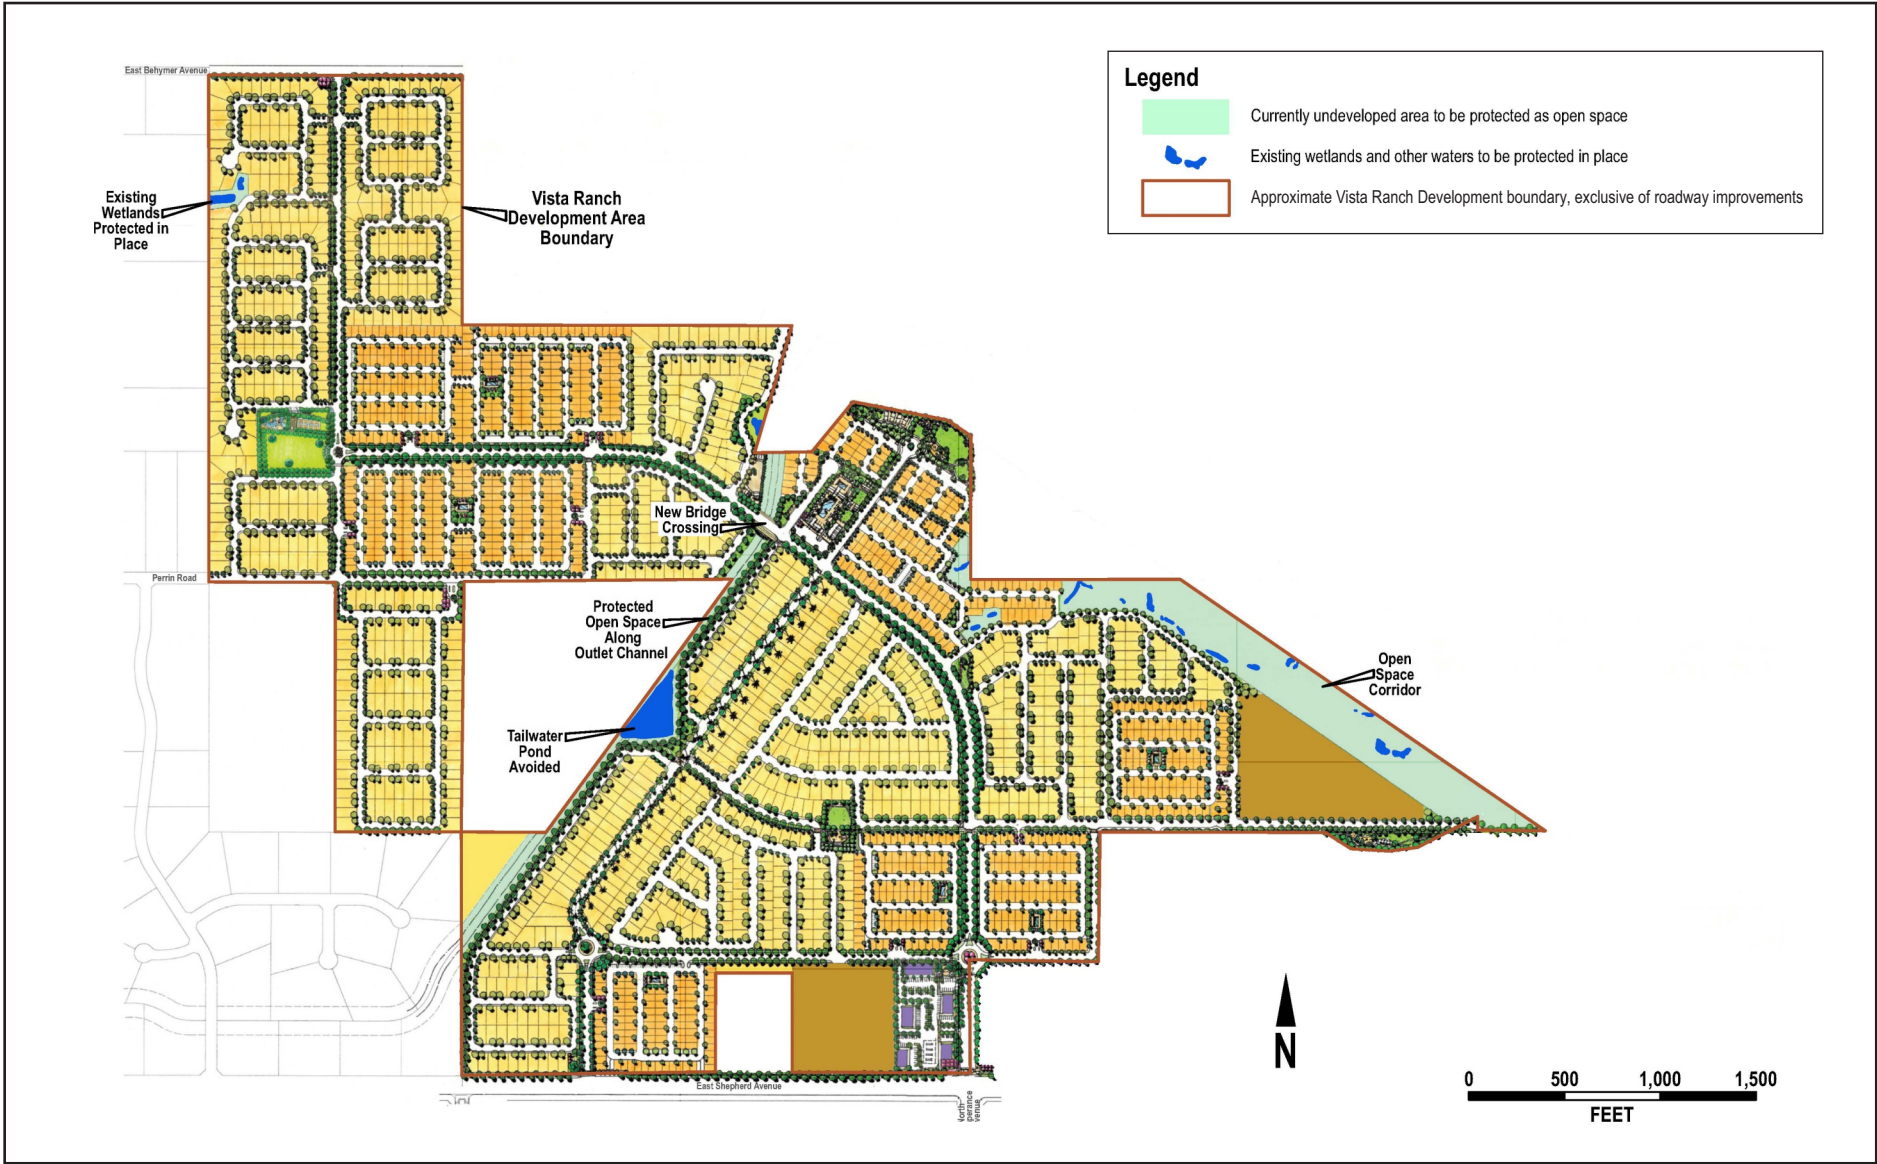 East Behymer Avenue
Legend
Currently undeveloped area to be protected as open space
Existing wetlands and other waters to be protected in place
Approximate Vista Ranch Development boundary, exclusive of roadway improvements
Existing
Wetlands
Protected in
Place
Vista Ranch
Development Area
Boundary
New Bridge
Crossing
Perrin Road
Protected
Open Space
Along
Outlet Channel
Open
Space
Corridor
Tailwater
Pond
Avoided
East Shepherd Avenue
North
perance
venue
N
0 500 1,000 1,500
FEET